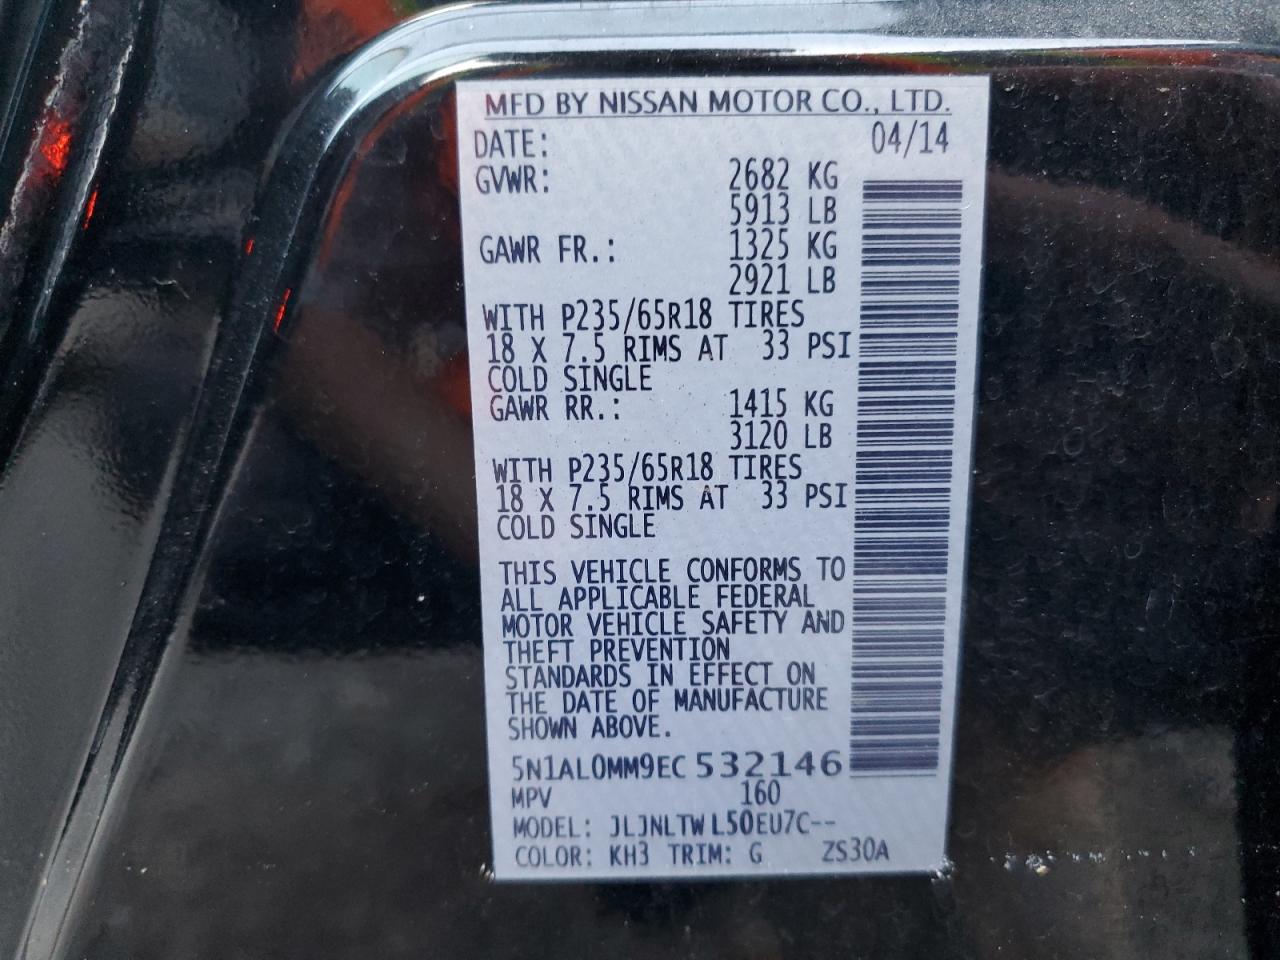 MFD BY NISSAN MOTOR CO., LTD.
DATE: 04/14
GVWR: 2682 KG
5913 LB
GAWR FR.: 1325 KG
2921 LB
WITH P235/65R18 TIRES
18 X 7.5 RIMS AT 33 PSI
COLD SINGLE
GAWR RR.: 1415 KG
3120 LB
WITH P235/65R18 TIRES
18 X 7.5 RIMS AT 33 PSI
COLD SINGLE
THIS VEHICLE CONFORMS TO
ALL APPLICABLE FEDERAL
MOTOR VEHICLE SAFETY AND
THEFT PREVENTION
STANDARDS IN EFFECT ON
THE DATE OF MANUFACTURE
SHOWN ABOVE.
5N1AL0MM9EC 532146
MPV 160
MODEL: JLJNLTWL50EU7C--
COLOR: KH3 TRIM: G ZS30A